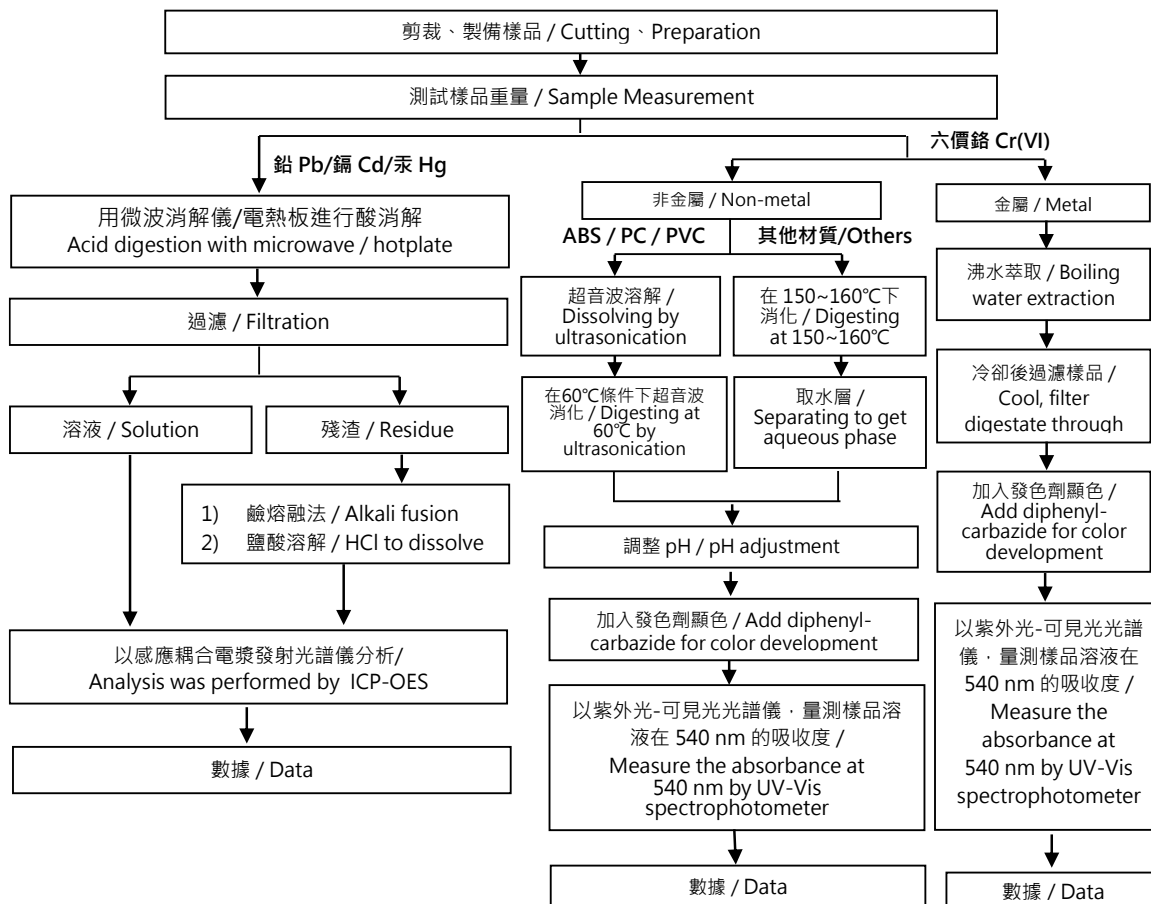 剪裁、製備樣品 / Cutting、Preparation
測試樣品重量 / Sample Measurement
鉛 Pb/鎘 Cd/汞 Hg
六價鉻 Cr(VI)
用微波消解儀/電熱板進行酸消解
Acid digestion with microwave / hotplate
過濾 / Filtration
溶液 / Solution
殘渣 / Residue
1) 鹼熔融法 / Alkali fusion
2) 鹽酸溶解 / HCl to dissolve
以感應耦合電漿發射光譜儀分析/
Analysis was performed by ICP-OES
數據 / Data
非金屬 / Non-metal
ABS / PC / PVC
其他材質/Others
超音波溶解 /
Dissolving by
ultrasonication
在60℃條件下超音波
消化 / Digesting at
60℃ by
ultrasonication
在 150~160℃下
消化 / Digesting
at 150~160℃
取水層 /
Separating to get
aqueous phase
調整 pH / pH adjustment
加入發色劑顯色 / Add diphenyl-
carbazide for color development
以紫外光-可見光光譜儀，量測樣品溶
液在 540 nm 的吸收度 /
Measure the absorbance at
540 nm by UV-Vis
spectrophotometer
數據 / Data
金屬 / Metal
沸水萃取 / Boiling
water extraction
冷卻後過濾樣品 /
Cool, filter
digestate through
加入發色劑顯色 /
Add diphenyl-
carbazide for color
development
以紫外光-可見光光譜
儀，量測樣品溶液在
540 nm 的吸收度 /
Measure the
absorbance at
540 nm by UV-Vis
spectrophotometer
數據 / Data